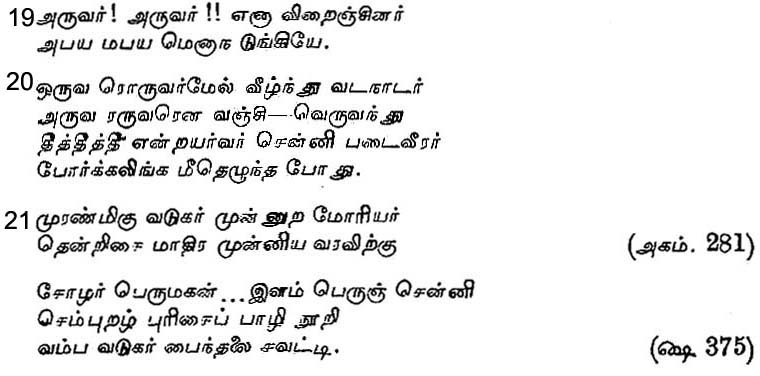 19 அருவர்! அருவர்!! எனா விறைஞ்சினர்
அபய மபய மெனாந டுங்கியே.
20 ஒருவ ரொருவர்மேல் வீழ்ந்து வடநாடர்
அருவ ரருவரென வஞ்சி—வெருவந்து
தீத்தீத்தீ என்றயர்வர் சென்னி படைவீரர்
போர்க்கலிங்க மீதெழுந்த போது.
21 முரண்மிகு வடுகர் முன்னுற மோரியர்
தென்றிசை மாதிர முன்னிய வரவிற்கு (அகம். 281)
சோழர் பெருமகன்...இளம் பெருஞ் சென்னி
செம்புறழ் புரிசைப் பாழி நூறி
வம்ப வடுகர் பைந்தலை சவட்டி. (ஷை 375)